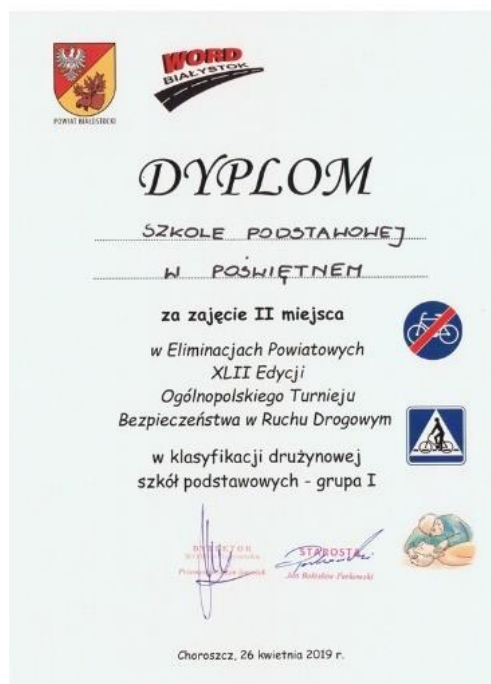 WORD
BIAŁYSTOK
POWIAT BIAŁOSTOCKI
DYPLOM
SZKOLE PODSTAWOWEJ
W POŚWIĘTNEM
za zajęcie II miejsca
w Eliminacjach Powiatowych
XLII Edycji
Ogólnopolskiego Turnieju
Bezpieczeństwa w Ruchu Drogowym
w klasyfikacji drużynowej
szkół podstawowych - grupa I
DYREKTOR
STAROSTA
Jan Bolesław Perkowski
Choroszcz, 26 kwietnia 2019 r.